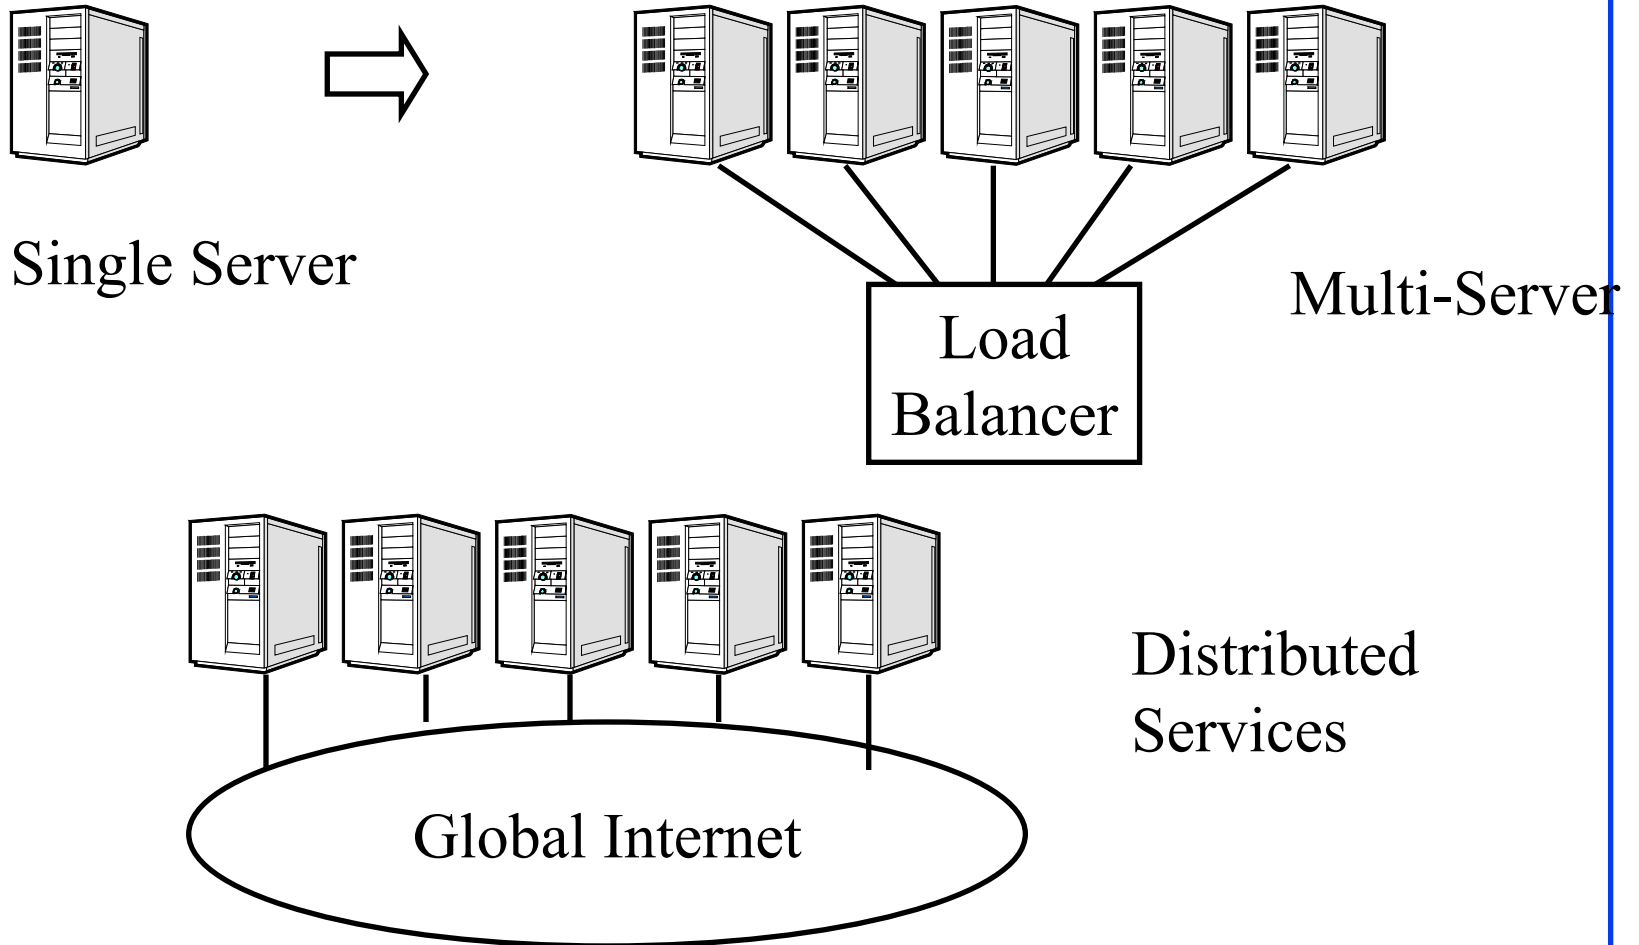 Single Server
Multi-Server
Load
Balancer
Distributed
Services
Global Internet